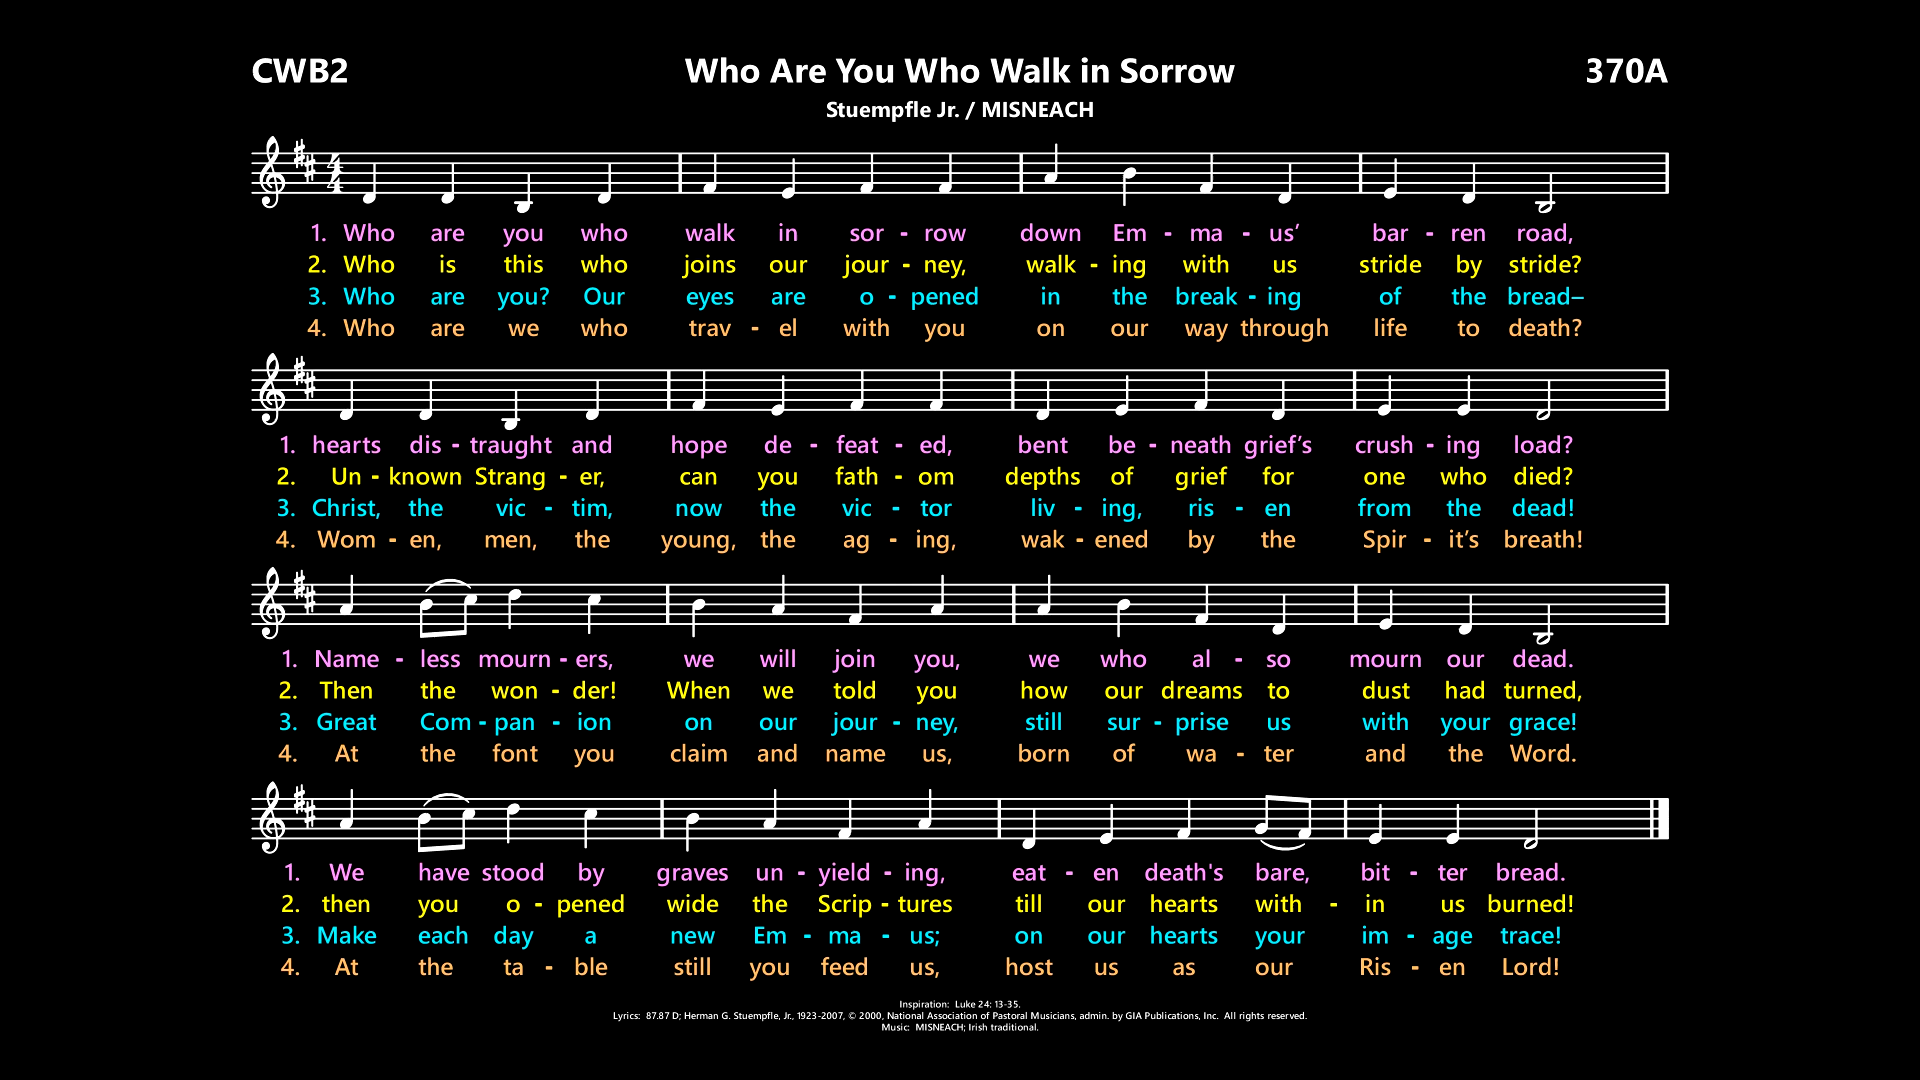 CWB2 Who Are You Who Walk in Sorrow 370A
Stuempfle Jr. / MISNEACH
1. Who are you who walk in sor - row down Em - ma - us’ bar - ren road,
2. Who is this who joins our jour - ney, walk - ing with us stride by stride?
3. Who are you? Our eyes are o - pened in the break - ing of the bread–
4. Who are we who trav - el with you on our way through life to death?
1. hearts dis - traught and hope de - feat - ed, bent be - neath grief’s crush - ing load?
2. Un - known Strang - er, can you fath - om depths of grief for one who died?
3. Christ, the vic - tim, now the vic - tor liv - ing, ris - en from the dead!
4. Wom - en, men, the young, the ag - ing, wak - ened by the Spir - it’s breath!
1. Name - less mourn - ers, we will join you, we who al - so mourn our dead.
2. Then the won - der! When we told you how our dreams to dust had turned,
3. Great Com - pan - ion on our jour - ney, still sur - prise us with your grace!
4. At the font you claim and name us, born of wa - ter and the Word.
1. We have stood by graves un - yield - ing, eat - en death's bare, bit - ter bread.
2. then you o - pened wide the Scrip - tures till our hearts with - in us burned!
3. Make each day a new Em - ma - us; on our hearts your im - age trace!
4. At the ta - ble still you feed us, host us as our Ris - en Lord!
Inspiration: Luke 24: 13-35.
Lyrics: 87.87 D; Herman G. Stuempfle, Jr., 1923-2007, © 2000, National Association of Pastoral Musicians, admin. by GIA Publications, Inc. All rights reserved.
Music: MISNEACH; Irish traditional.